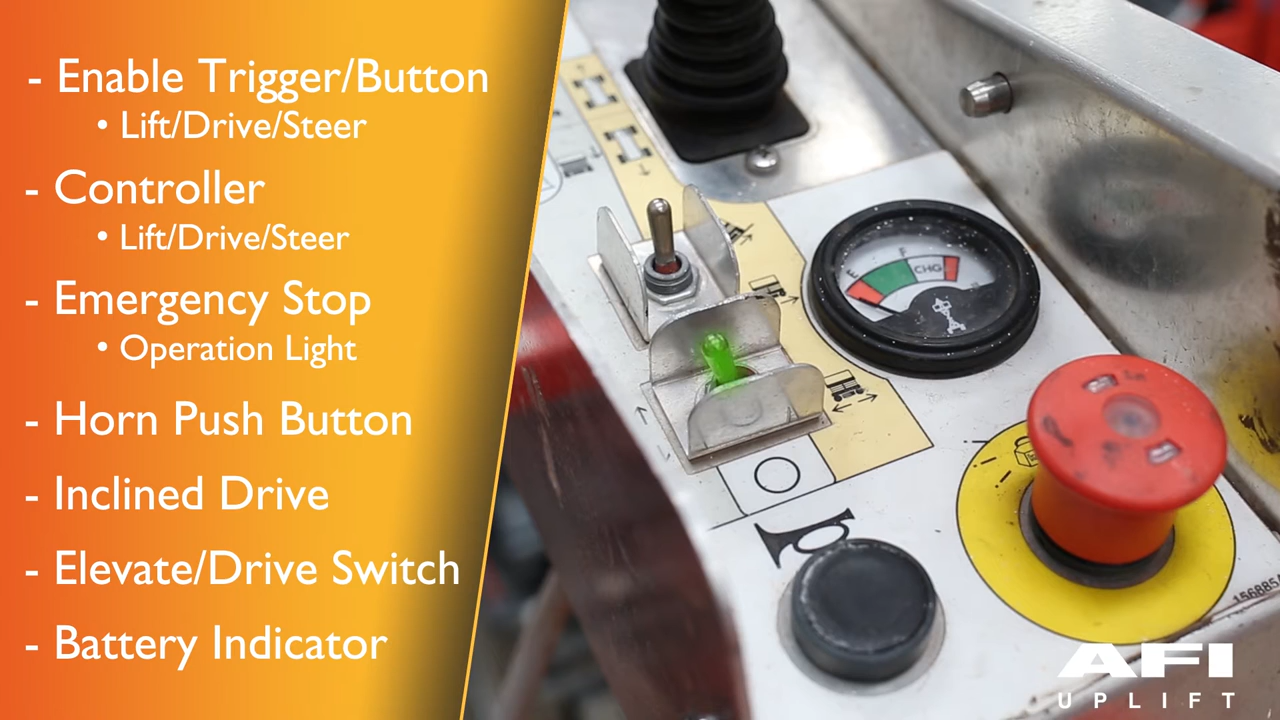 - Enable Trigger/Button
• Lift/Drive/Steer
- Controller
• Lift/Drive/Steer
- Emergency Stop
• Operation Light
- Horn Push Button
- Inclined Drive
- Elevate/Drive Switch
- Battery Indicator
E F CHG
AFI
UPLIFT